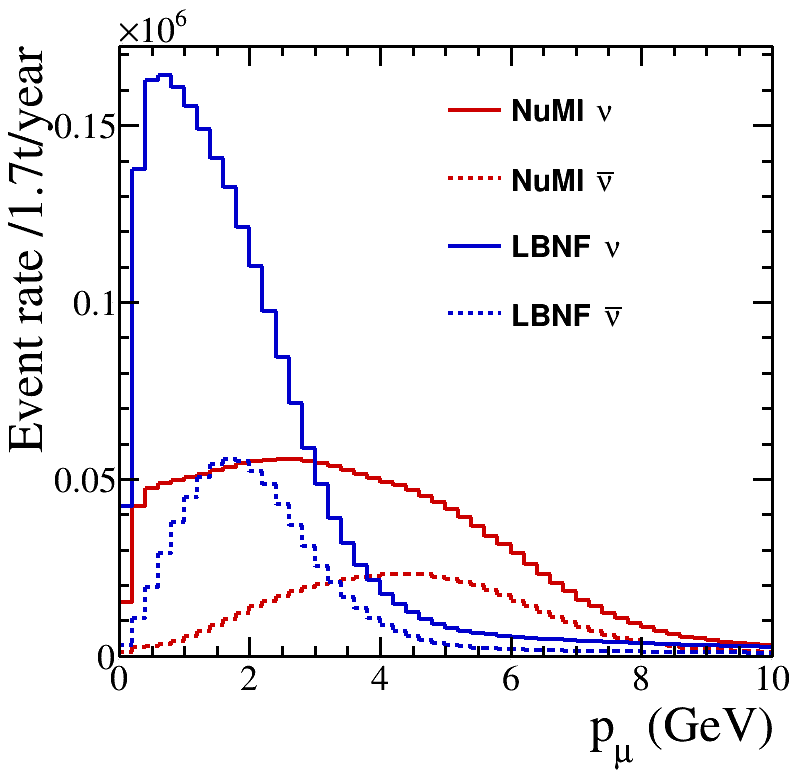 ×10⁶
Event rate /1.7t/year
0.15
0.1
0.05
0
NuMI ν
NuMI ν̅
LBNF ν
LBNF ν̅
0 2 4 6 8 10
pμ (GeV)